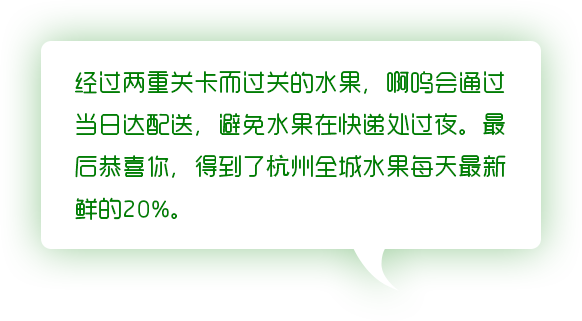 经过两重关卡而过关的水果，啊呜会通过
当日达配送，避免水果在快递处过夜。最
后恭喜你，得到了杭州全城水果每天最新
鲜的20%。